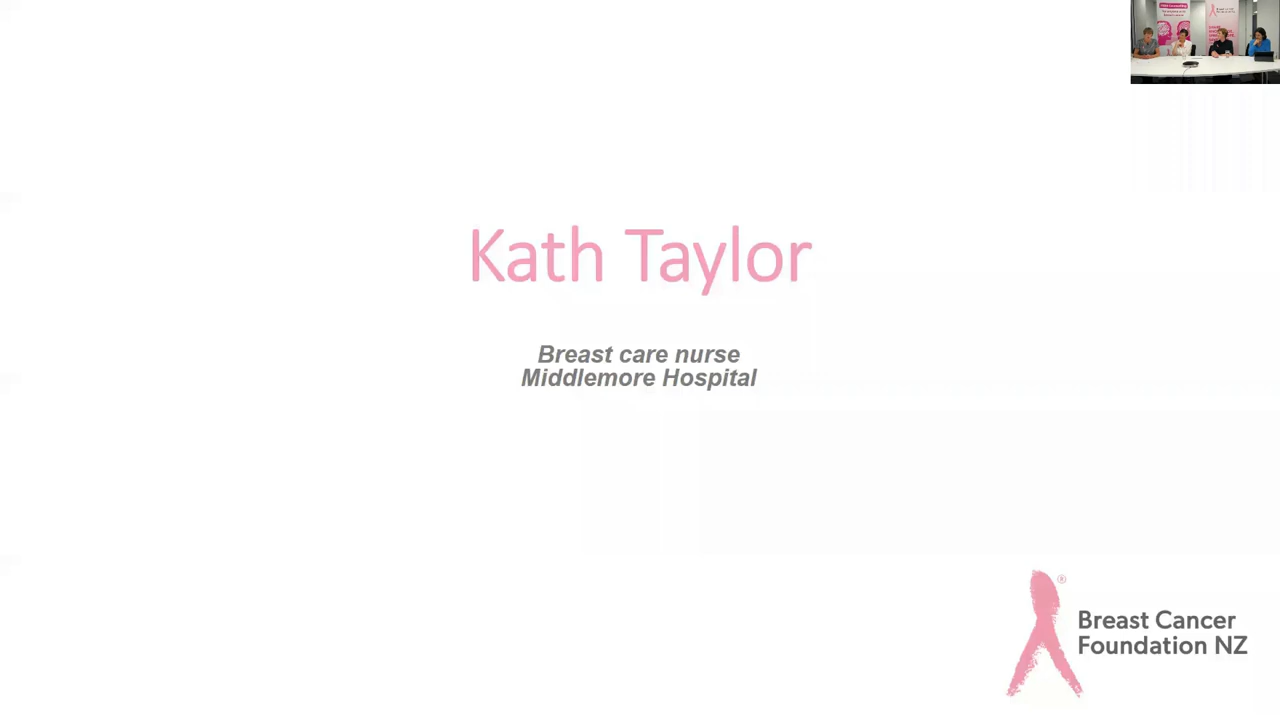 Kath Taylor
Breast care nurse
Middlemore Hospital
®
Breast Cancer
Foundation NZ